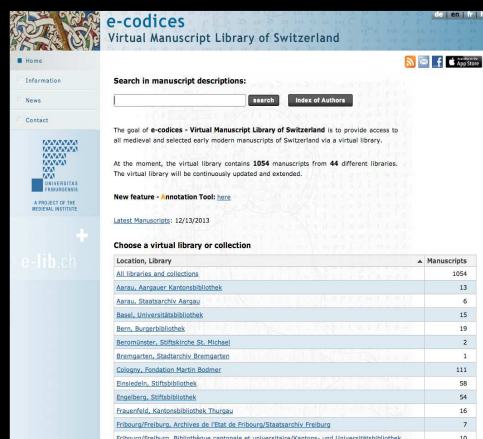 e-codices
Virtual Manuscript Library of Switzerland
de | en | fr |
Home
Information
News
Contact
UNIVERSITAS
FRIBURGENSIS
A PROJECT OF THE
MEDIEVAL INSTITUTE
e-lib.ch
App Store
Search in manuscript descriptions:
search
Index of Authors
The goal of e-codices - Virtual Manuscript Library of Switzerland is to provide access to
all medieval and selected early modern manuscripts of Switzerland via a virtual library.
At the moment, the virtual library contains 1054 manuscripts from 44 different libraries.
The virtual library will be continuously updated and extended.
New feature - Annotation Tool: here
Latest Manuscripts: 12/13/2013
Choose a virtual library or collection
Location, Library ▲ Manuscripts
All libraries and collections 1054
Aarau, Aargauer Kantonsbibliothek 13
Aarau, Staatsarchiv Aargau 6
Basel, Universitätsbibliothek 15
Bern, Burgerbibliothek 19
Beromünster, Stiftskirche St. Michael 2
Bremgarten, Stadtarchiv Bremgarten 1
Cologny, Fondation Martin Bodmer 111
Einsiedeln, Stiftsbibliothek 58
Engelberg, Stiftsbibliothek 54
Frauenfeld, Kantonsbibliothek Thurgau 16
Fribourg/Freiburg, Archives de l'Etat de Fribourg/Staatsarchiv Freiburg 7
Fribourg/Freiburg, Bibliothèque cantonale et universitaire/Kantons- und Universitätsbibliothek 10